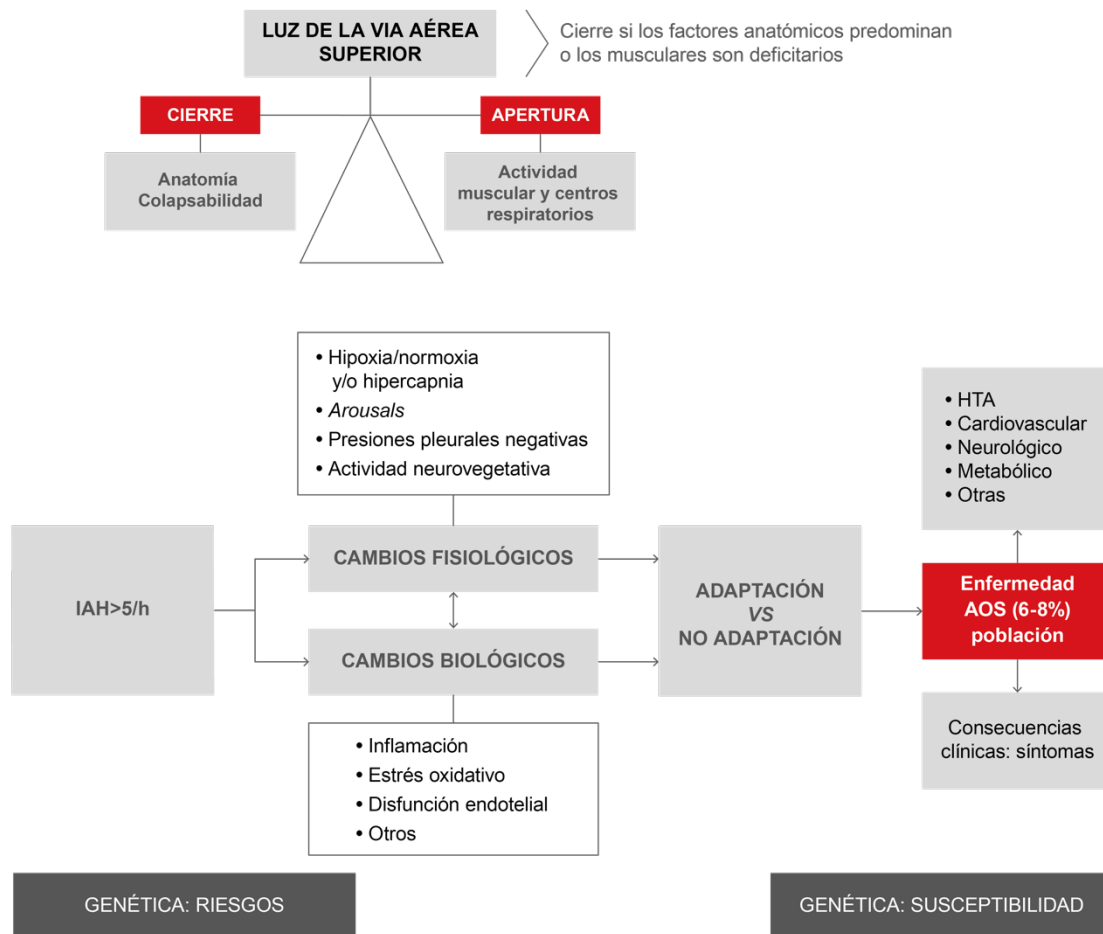 LUZ DE LA VIA AÉREA
SUPERIOR
Cierre si los factores anatómicos predominan
o los musculares son deficitarios
CIERRE
APERTURA
Anatomía
Colapsabilidad
Actividad
muscular y centros
respiratorios
• Hipoxia/normoxia
y/o hipercapnia
• Arousals
• Presiones pleurales negativas
• Actividad neurovegetativa
• HTA
• Cardiovascular
• Neurológico
• Metabólico
• Otras
IAH>5/h
CAMBIOS FISIOLÓGICOS
CAMBIOS BIOLÓGICOS
ADAPTACIÓN
VS
NO ADAPTACIÓN
Enfermedad
AOS (6-8%)
población
• Inflamación
• Estrés oxidativo
• Disfunción endotelial
• Otros
Consecuencias
clínicas: síntomas
GENÉTICA: RIESGOS
GENÉTICA: SUSCEPTIBILIDAD